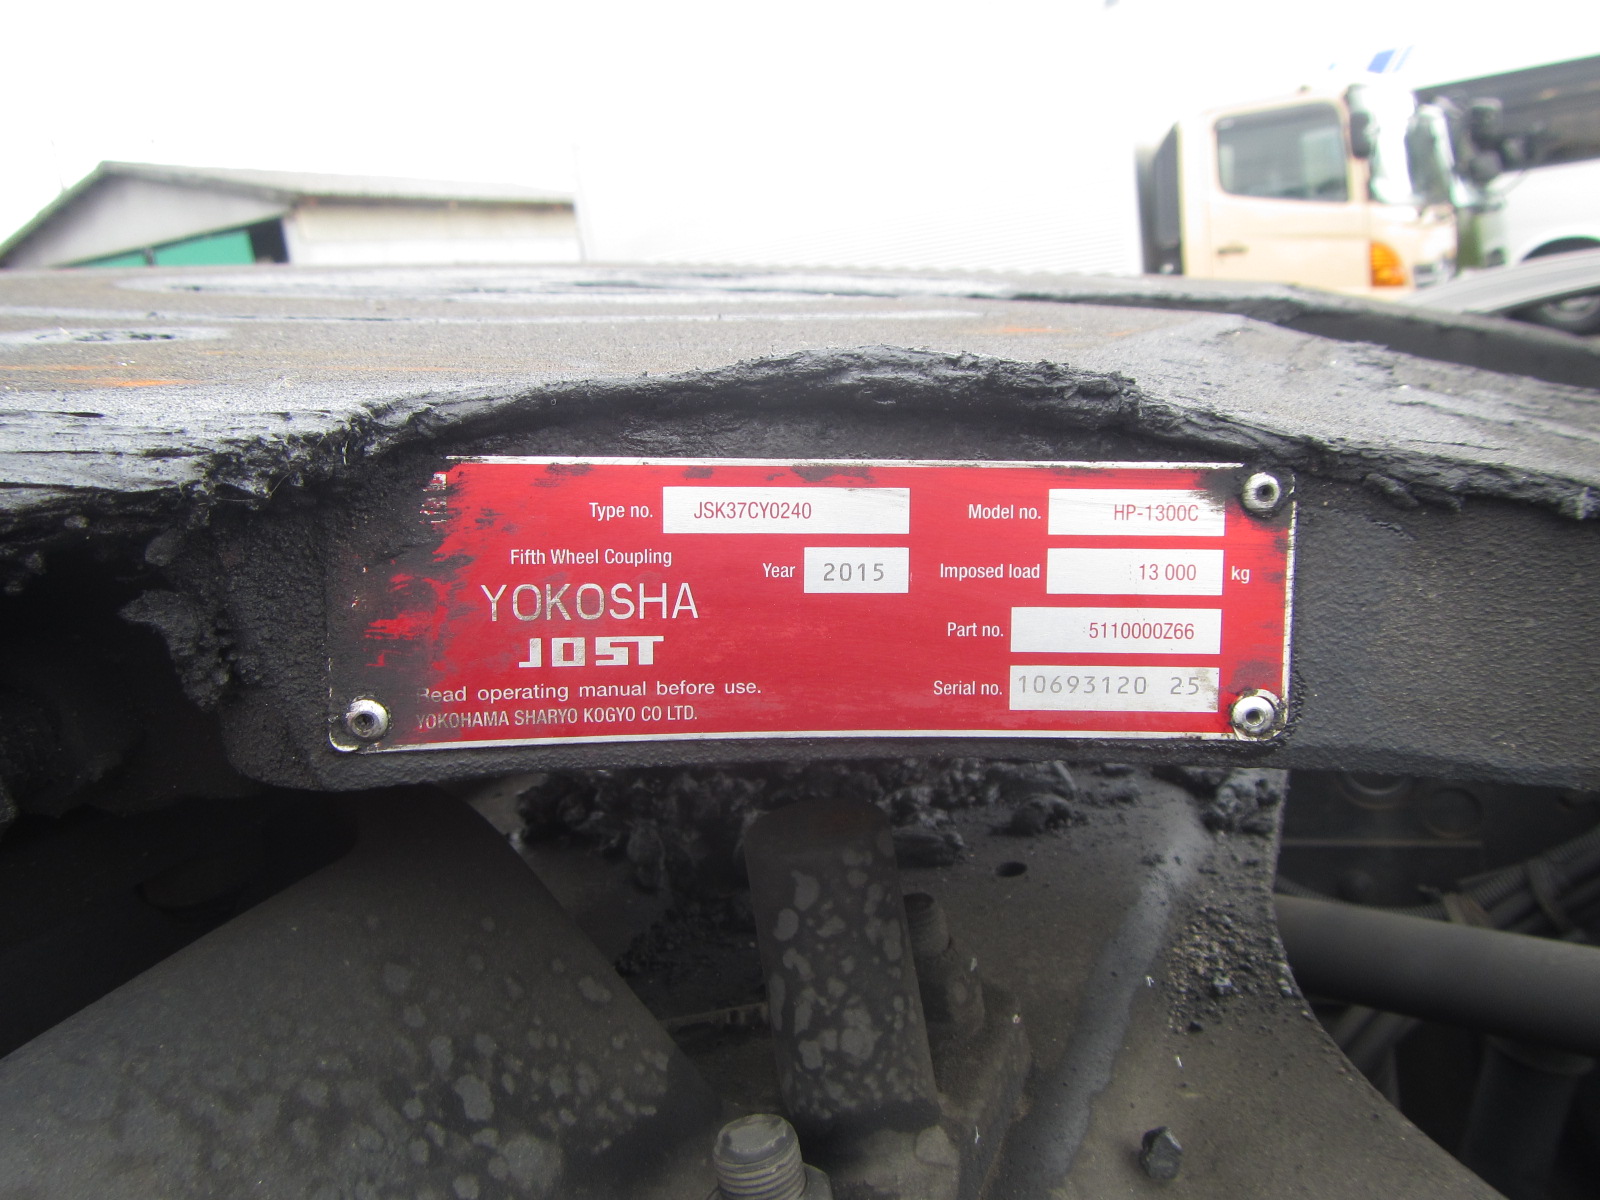 Type no. JSK37CY0240 Model no. HP-1300C
Fifth Wheel Coupling Year 2015 Imposed load 13 000 kg
YOKOSHA
JOST
Part no. 5110000Z66
Read operating manual before use. Serial no. 10693120 25
YOKOHAMA SHARYO KOGYO CO LTD.